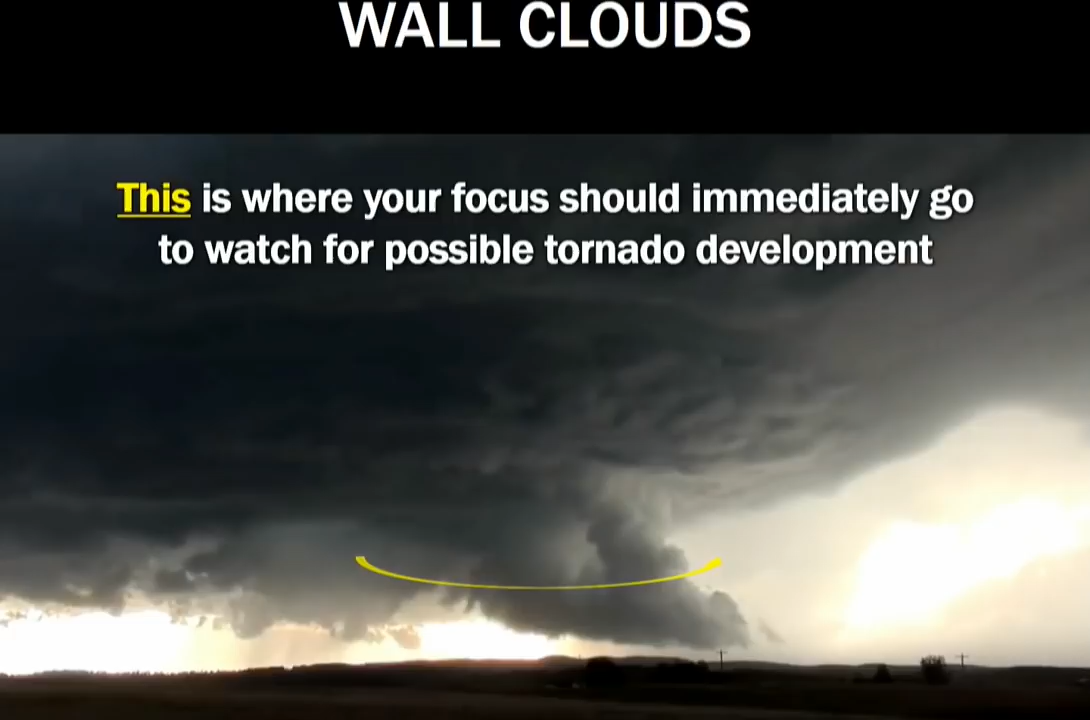 WALL CLOUDS
This is where your focus should immediately go
to watch for possible tornado development